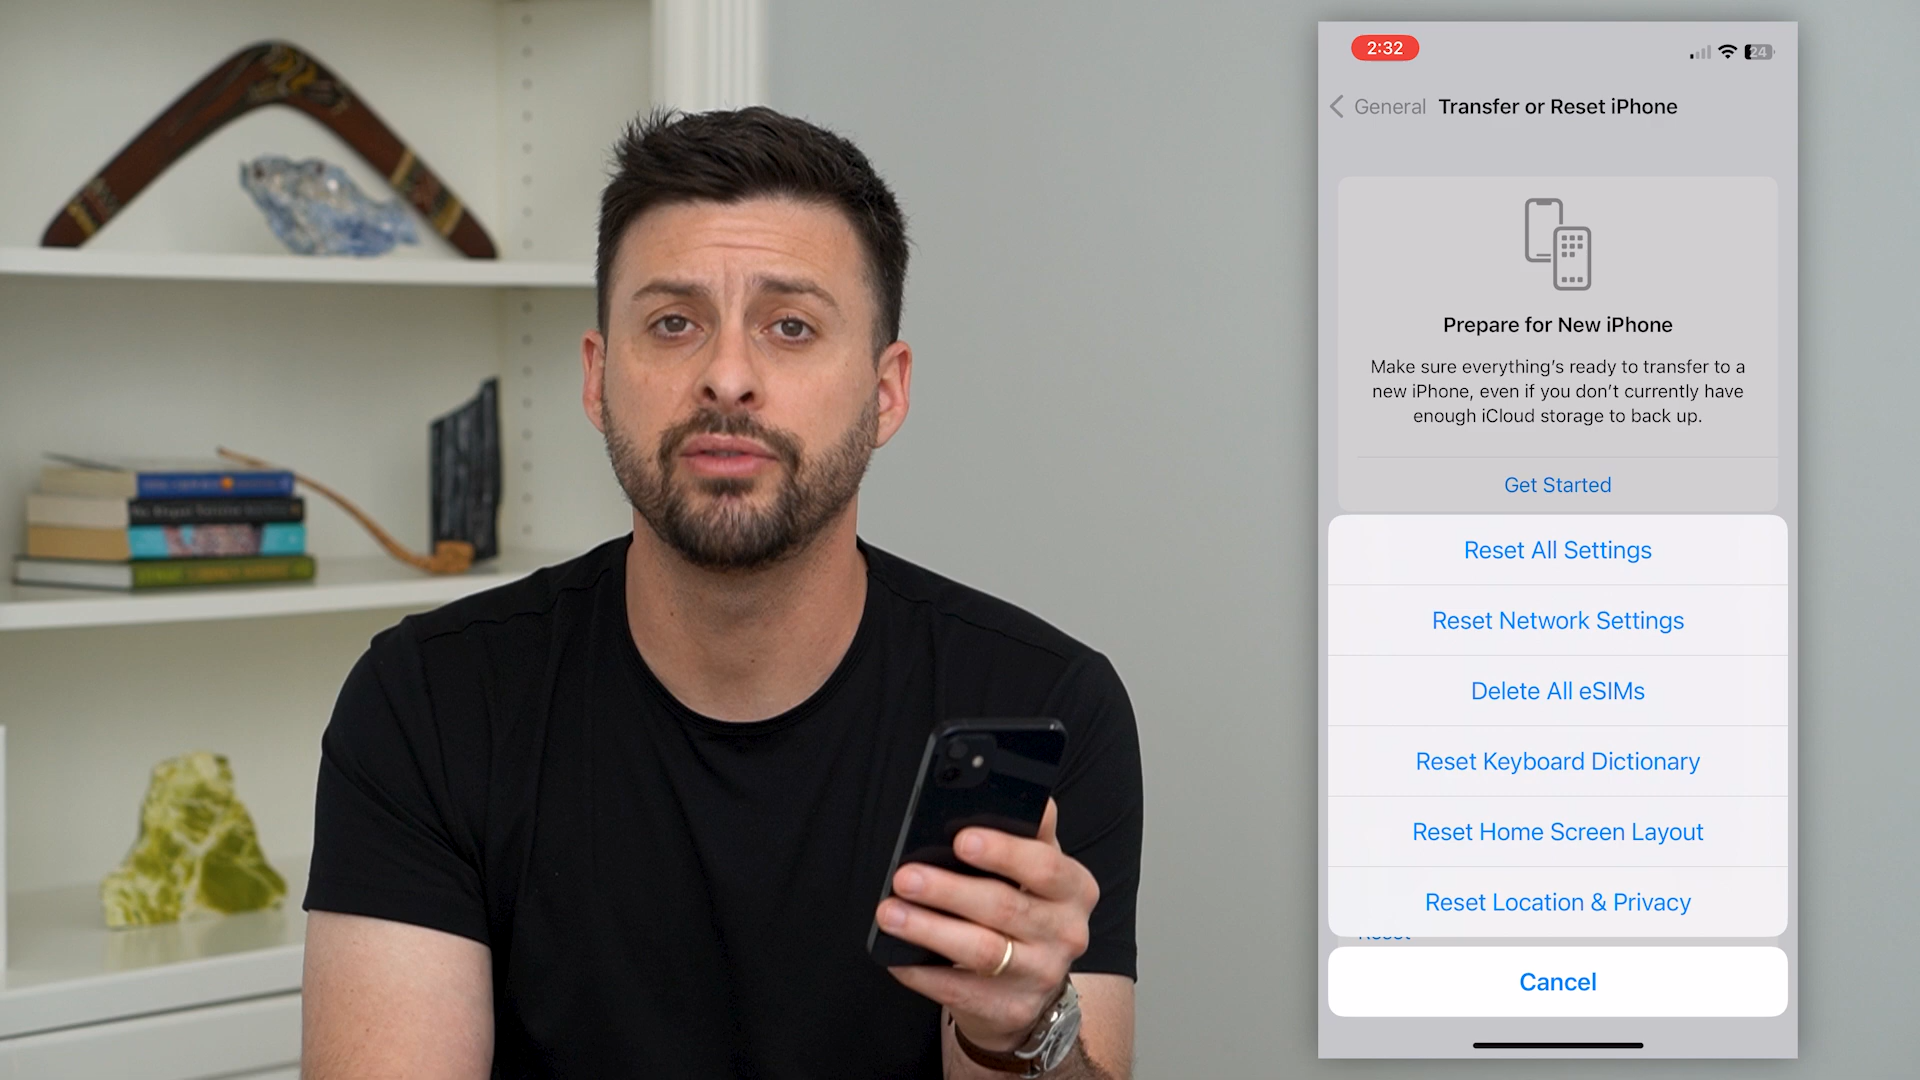 2:32
24
General Transfer or Reset iPhone
Prepare for New iPhone
Make sure everything's ready to transfer to a
new iPhone, even if you don't currently have
enough iCloud storage to back up.
Get Started
Reset All Settings
Reset Network Settings
Delete All eSIMs
Reset Keyboard Dictionary
Reset Home Screen Layout
Reset Location & Privacy
Reset
Cancel